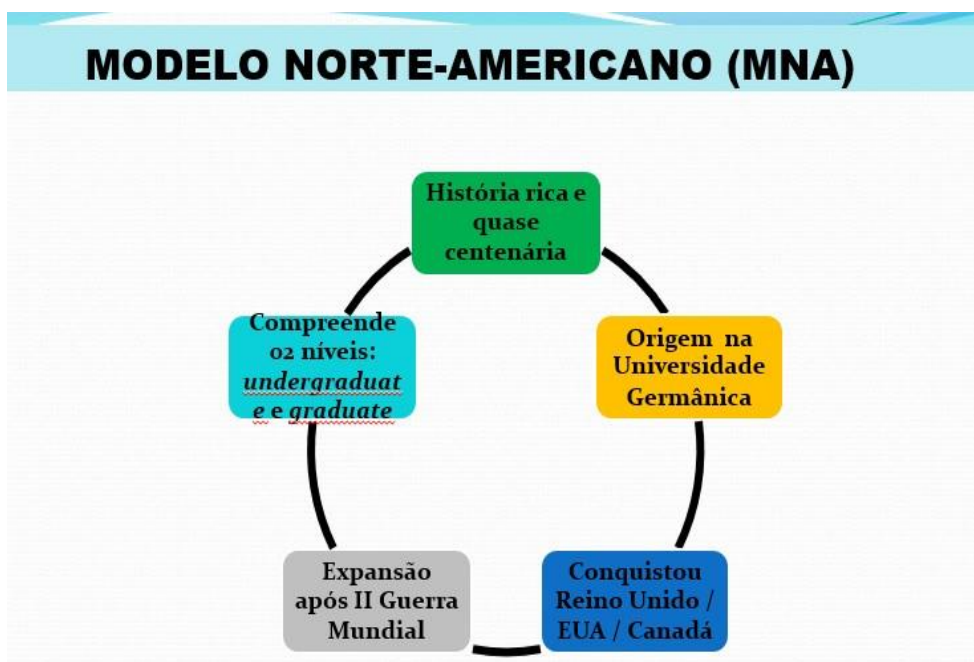 MODELO NORTE-AMERICANO (MNA)
História rica e
quase
centenária
Origem na
Universidade
Germânica
Conquistou
Reino Unido /
EUA / Canadá
Expansão
após II Guerra
Mundial
Compreende
02 níveis:
undergraduat
e e graduate